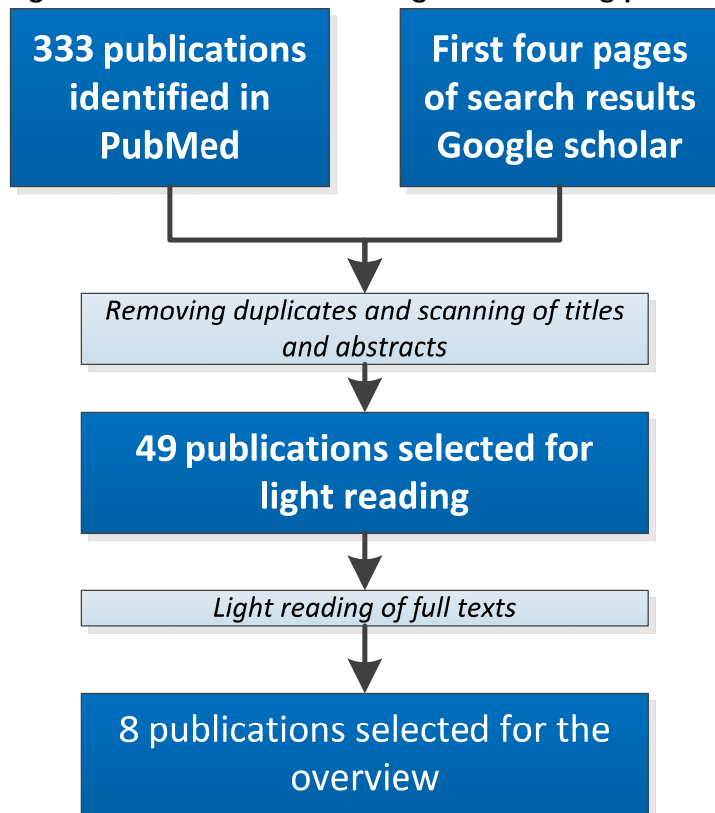 333 publications
identified in
PubMed
First four pages
of search results
Google scholar
Removing duplicates and scanning of titles
and abstracts
49 publications selected for
light reading
Light reading of full texts
8 publications selected for the
overview